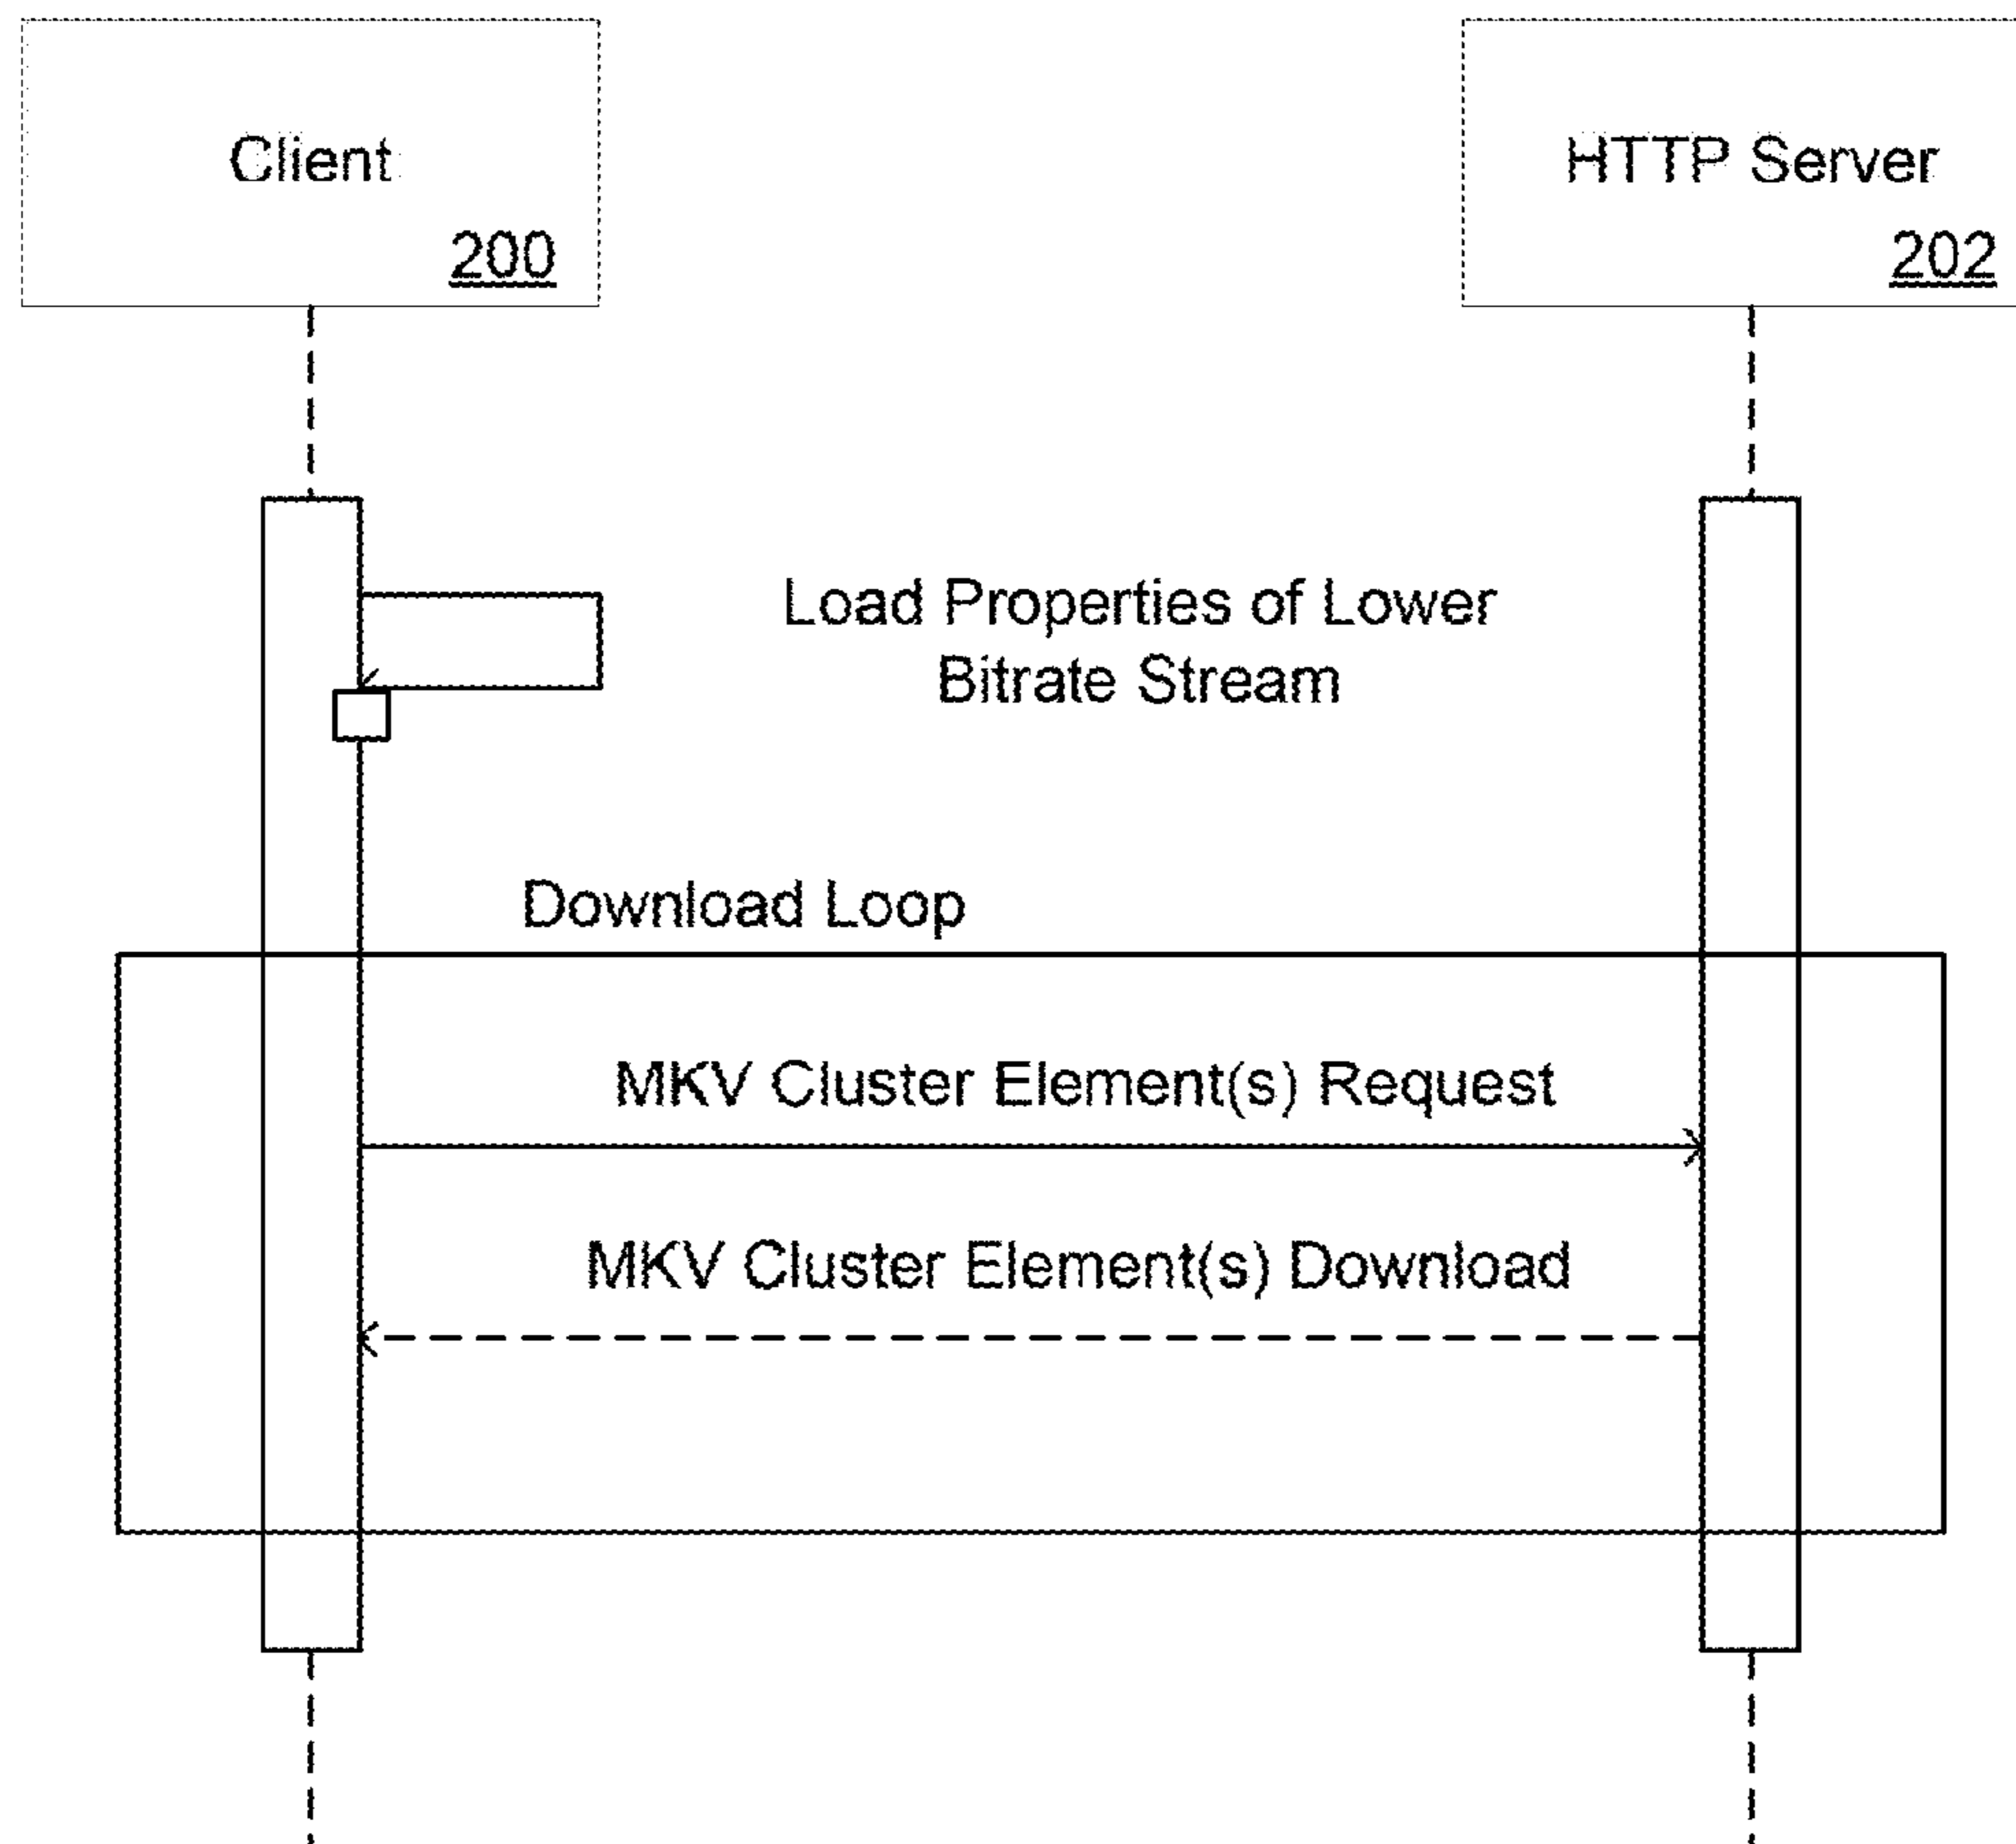 Client
200
HTTP Server
202
Load Properties of Lower
Bitrate Stream
Download Loop
MKV Cluster Element(s) Request
MKV Cluster Element(s) Download